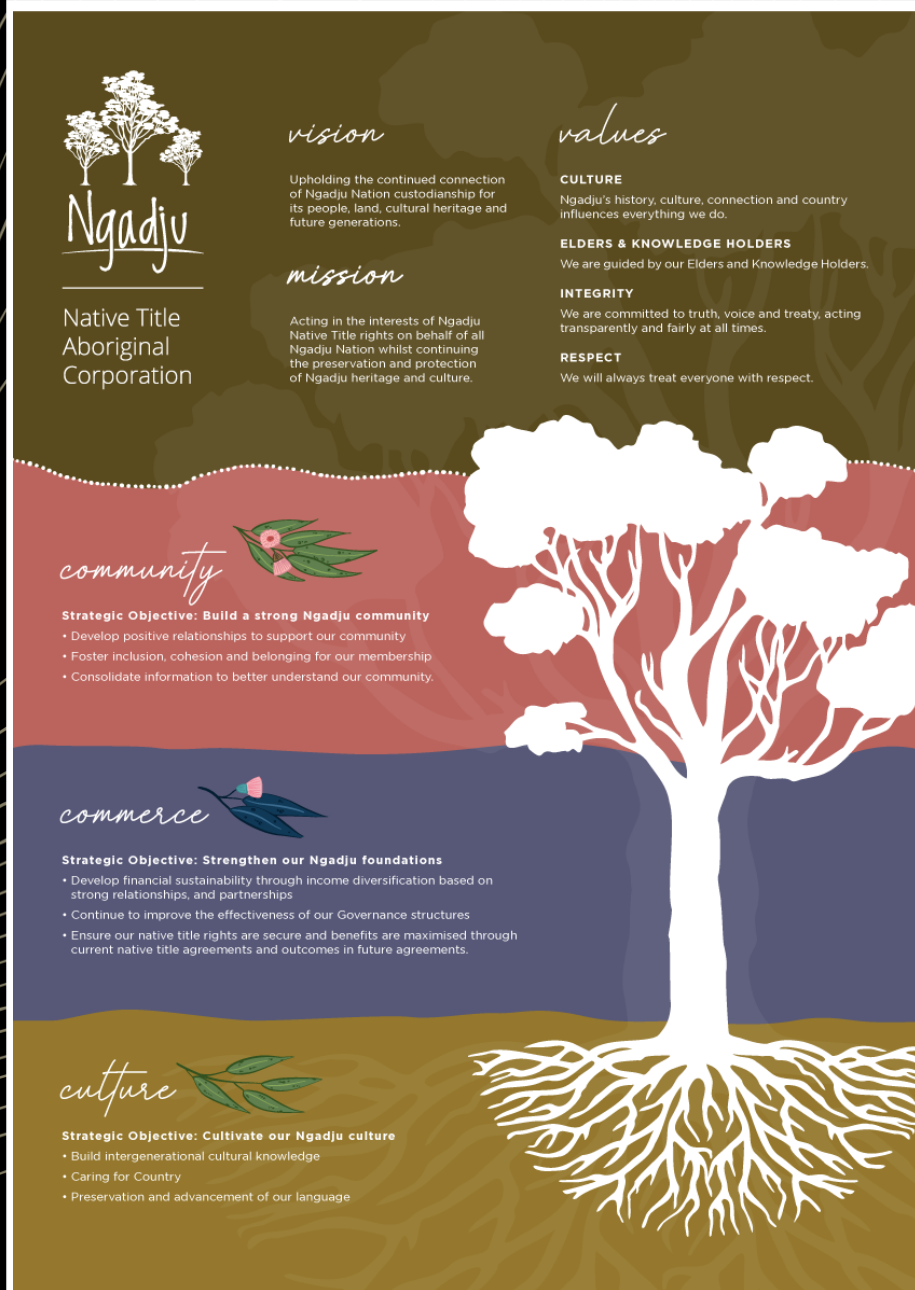 Ngadju
Native Title
Aboriginal
Corporation
vision
Upholding the continued connection
of Ngadju Nation custodianship for
its people, land, cultural heritage and
future generations.
mission
Acting in the interests of Ngadju
Native Title rights on behalf of all
Ngadju Nation whilst continuing
the preservation and protection
of Ngadju heritage and culture.
values
CULTURE
Ngadju's history, culture, connection and country
influences everything we do.
ELDERS & KNOWLEDGE HOLDERS
We are guided by our Elders and Knowledge Holders.
INTEGRITY
We are committed to truth, voice and treaty, acting
transparently and fairly at all times.
RESPECT
We will always treat everyone with respect.
community
Strategic Objective: Build a strong Ngadju community
• Develop positive relationships to support our community
• Foster inclusion, cohesion and belonging for our membership
• Consolidate information to better understand our community.
commerce
Strategic Objective: Strengthen our Ngadju foundations
• Develop financial sustainability through income diversification based on
strong relationships, and partnerships
• Continue to improve the effectiveness of our Governance structures
• Ensure our native title rights are secure and benefits are maximised through
current native title agreements and outcomes in future agreements.
culture
Strategic Objective: Cultivate our Ngadju culture
• Build intergenerational cultural knowledge
• Caring for Country
• Preservation and advancement of our language